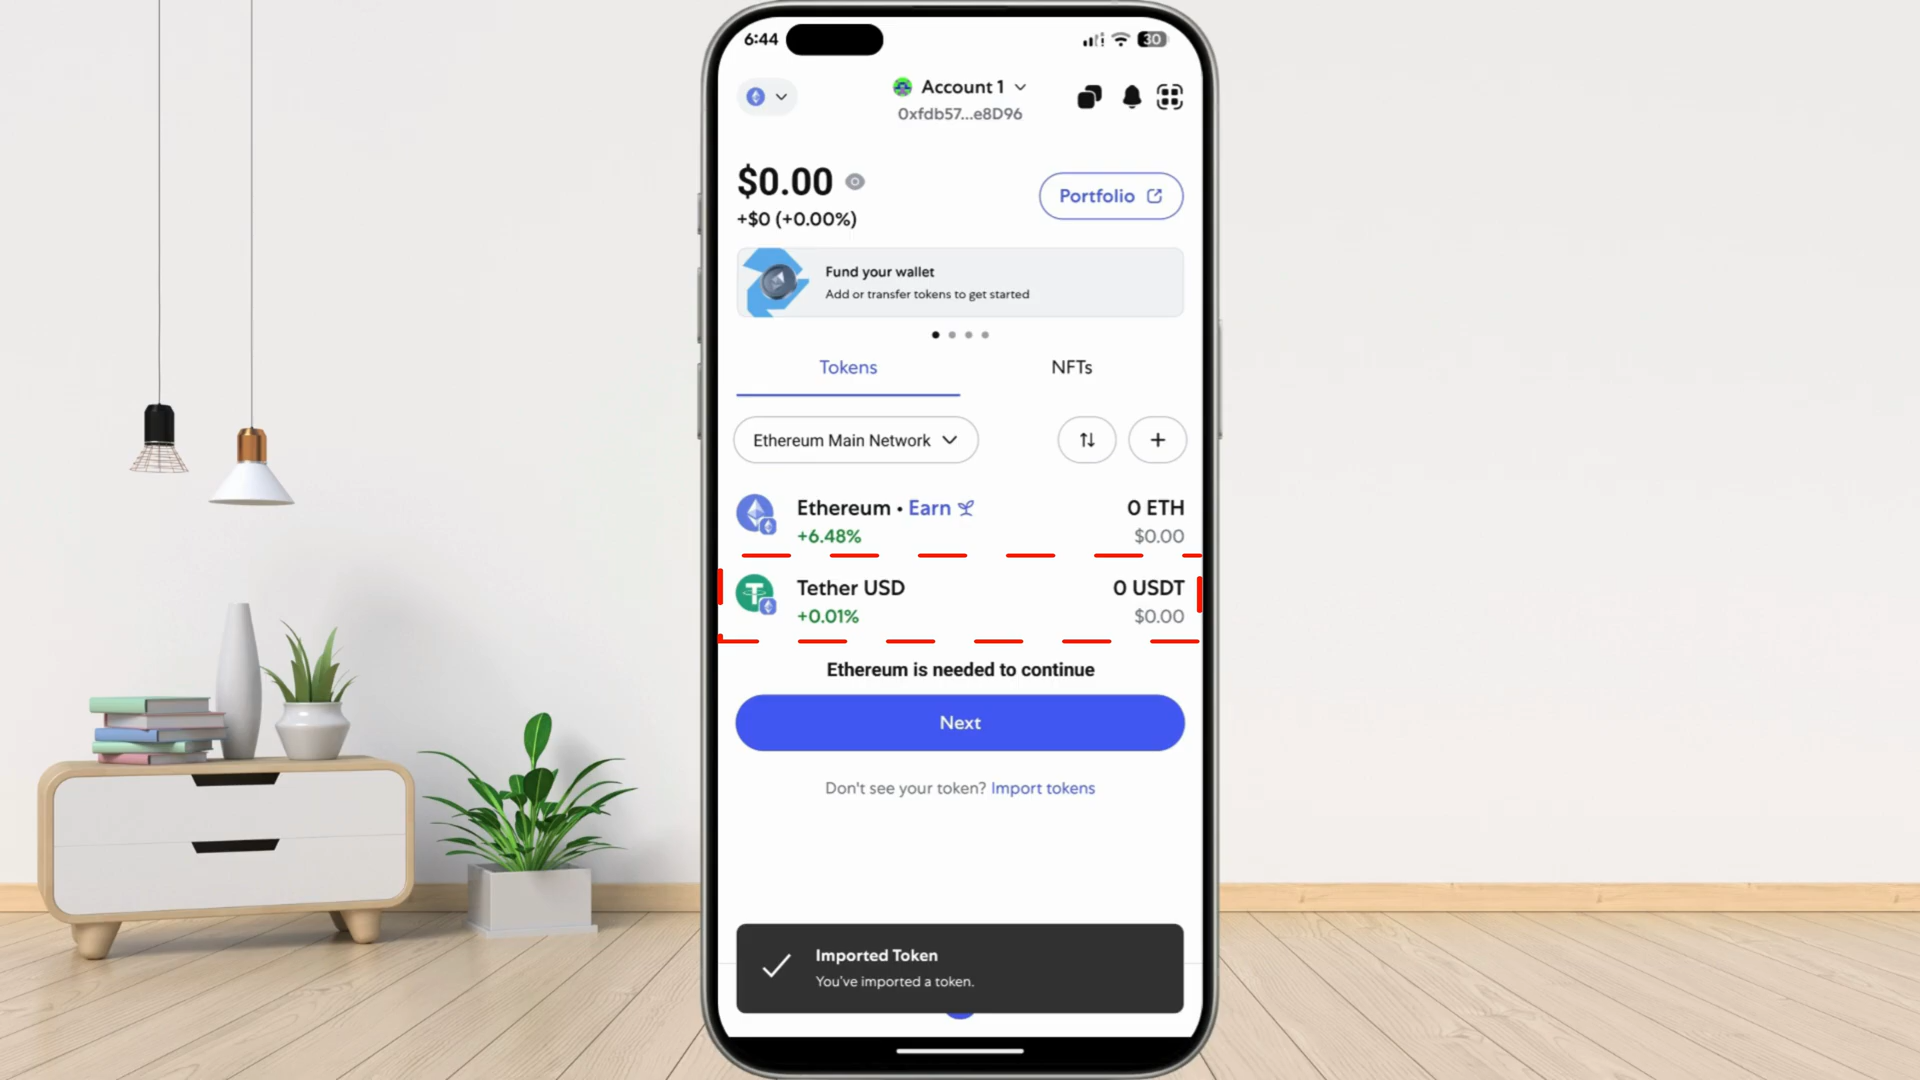 6:44
30
Account 1
0xfdb57...e8D96
$0.00
+$0 (+0.00%)
Portfolio
Fund your wallet
Add or transfer tokens to get started
Tokens
NFTs
Ethereum Main Network
Ethereum • Earn
0 ETH
+6.48%
$0.00
Tether USD
0 USDT
+0.01%
$0.00
Ethereum is needed to continue
Next
Don't see your token? Import tokens
Imported Token
You've imported a token.